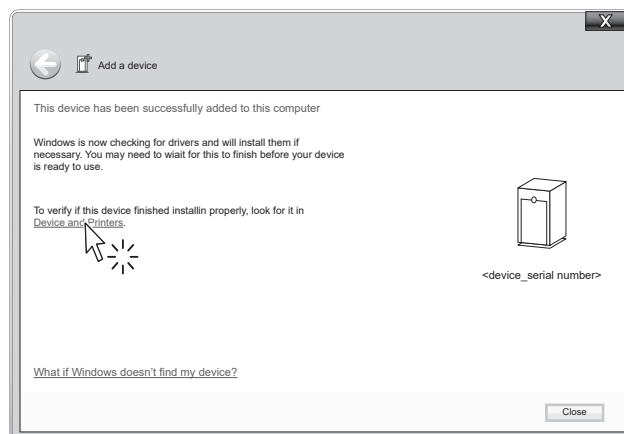 X
Add a device
This device has been successfully added to this computer
Windows is now checking for drivers and will install them if
necessary. You may need to wiait for this to finish before your device
is ready to use.
To verify if this device finished installin properly, look for it in
Device and Printers.
<device_serial number>
What if Windows doesn't find my device?
Close